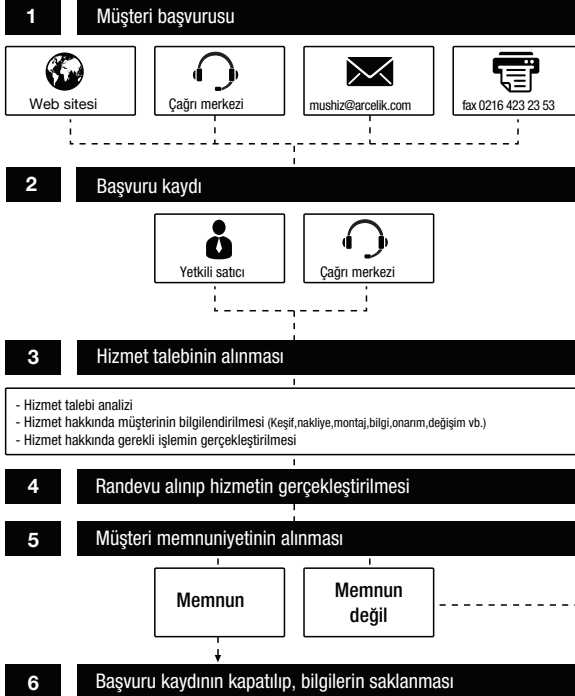 1 Müşteri başvurusu
Web sitesi
Çağrı merkezi
mushiz@arcelik.com
fax 0216 423 23 53
2 Başvuru kaydı
Yetkili satıcı
Çağrı merkezi
3 Hizmet talebinin alınması
- Hizmet talebi analizi
- Hizmet hakkında müşterinin bilgilendirilmesi (Keşif,nakliye,montaj,bilgi,onarım,değişim vb.)
- Hizmet hakkında gerekli işlemin gerçekleştirilmesi
4 Randevu alınıp hizmetin gerçekleştirilmesi
5 Müşteri memnuniyetinin alınması
Memnun
Memnun
değil
6 Başvuru kaydının kapatılıp, bilgilerin saklanması